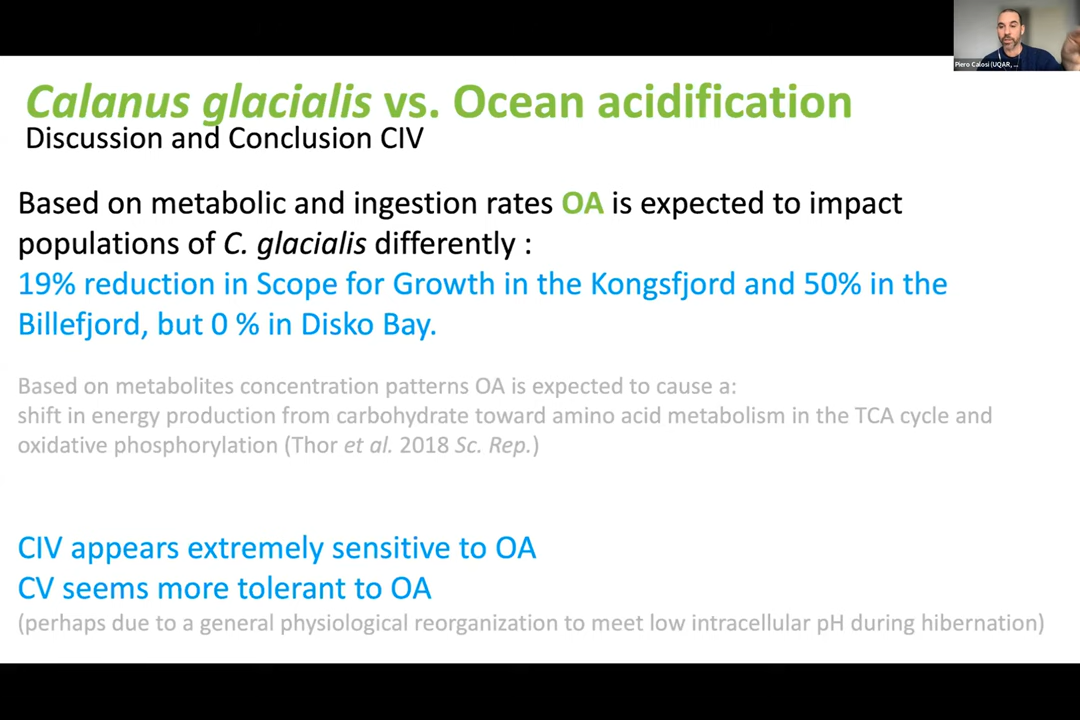 Piero Calosi (UQAR, ...
Calanus glacialis vs. Ocean acidification
Discussion and Conclusion CIV
Based on metabolic and ingestion rates OA is expected to impact
populations of C. glacialis differently :
19% reduction in Scope for Growth in the Kongsfjord and 50% in the
Billefjord, but 0 % in Disko Bay.
Based on metabolites concentration patterns OA is expected to cause a:
shift in energy production from carbohydrate toward amino acid metabolism in the TCA cycle and
oxidative phosphorylation (Thor et al. 2018 Sc. Rep.)
CIV appears extremely sensitive to OA
CV seems more tolerant to OA
(perhaps due to a general physiological reorganization to meet low intracellular pH during hibernation)